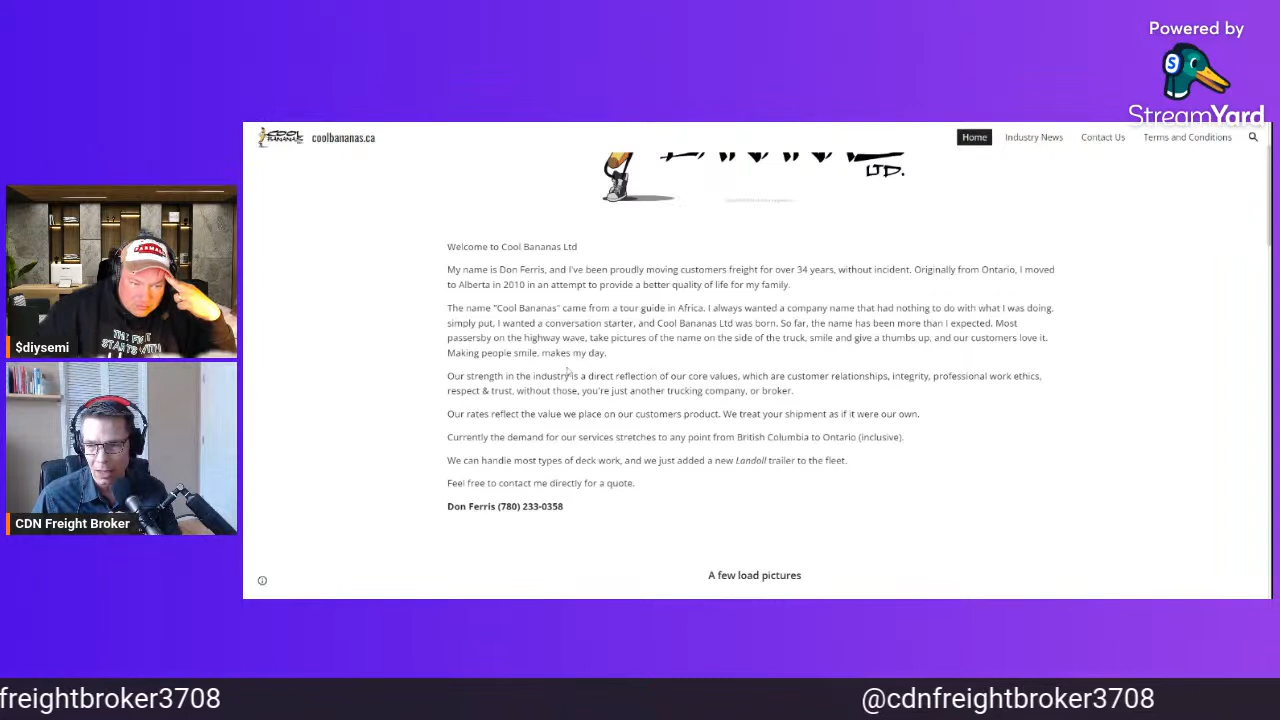 Powered by
StreamYard
COOL BANANAS
coolbananas.ca
Home
Industry News
Contact Us
Terms and Conditions
BANANAS
LTD.
Welcome to Cool Bananas Ltd
My name is Don Ferris, and I've been proudly moving customers freight for over 34 years, without incident. Originally from Ontario, I moved
to Alberta in 2010 in an attempt to provide a better quality of life for my family.
The name "Cool Bananas" came from a tour guide in Africa. I always wanted a company name that had nothing to do with what I was doing.
simply put, I wanted a conversation starter, and Cool Bananas Ltd was born. So far, the name has been more than I expected. Most
passersby on the highway wave, take pictures of the name on the side of the truck, smile and give a thumbs up, and our customers love it.
Making people smile. makes my day.
Our strength in the industry is a direct reflection of our core values, which are customer relationships, integrity, professional work ethics,
respect & trust, without those, you're just another trucking company, or broker.
Our rates reflect the value we place on our customers product. We treat your shipment as if it were our own.
Currently the demand for our services stretches to any point from British Columbia to Ontario (inclusive).
We can handle most types of deck work, and we just added a new Landoll trailer to the fleet.
Feel free to contact me directly for a quote.
Don Ferris (780) 233-0358
A few load pictures
$diysemi
CDN Freight Broker
freightbroker3708
@cdnfreightbroker3708